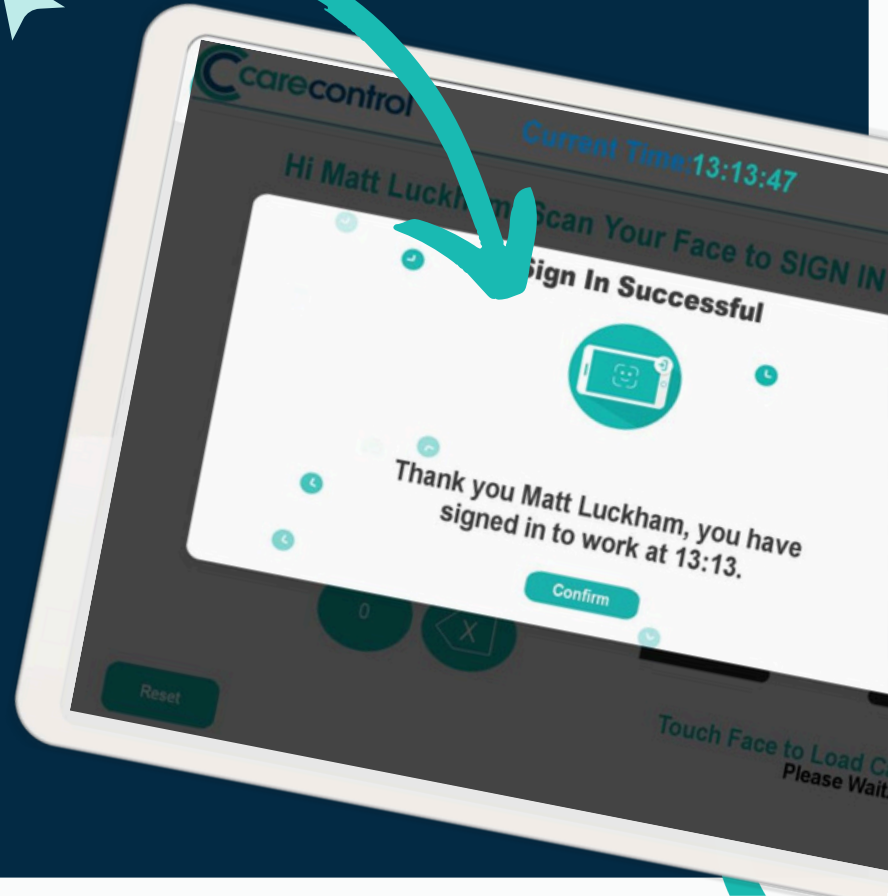 carecontrol
Current Time:13:13:47
Hi Matt Luckham, Scan Your Face to SIGN IN
Sign In Successful
Thank you Matt Luckham, you have
signed in to work at 13:13.
Confirm
0
X
Reset
Touch Face to Load
Please Wait